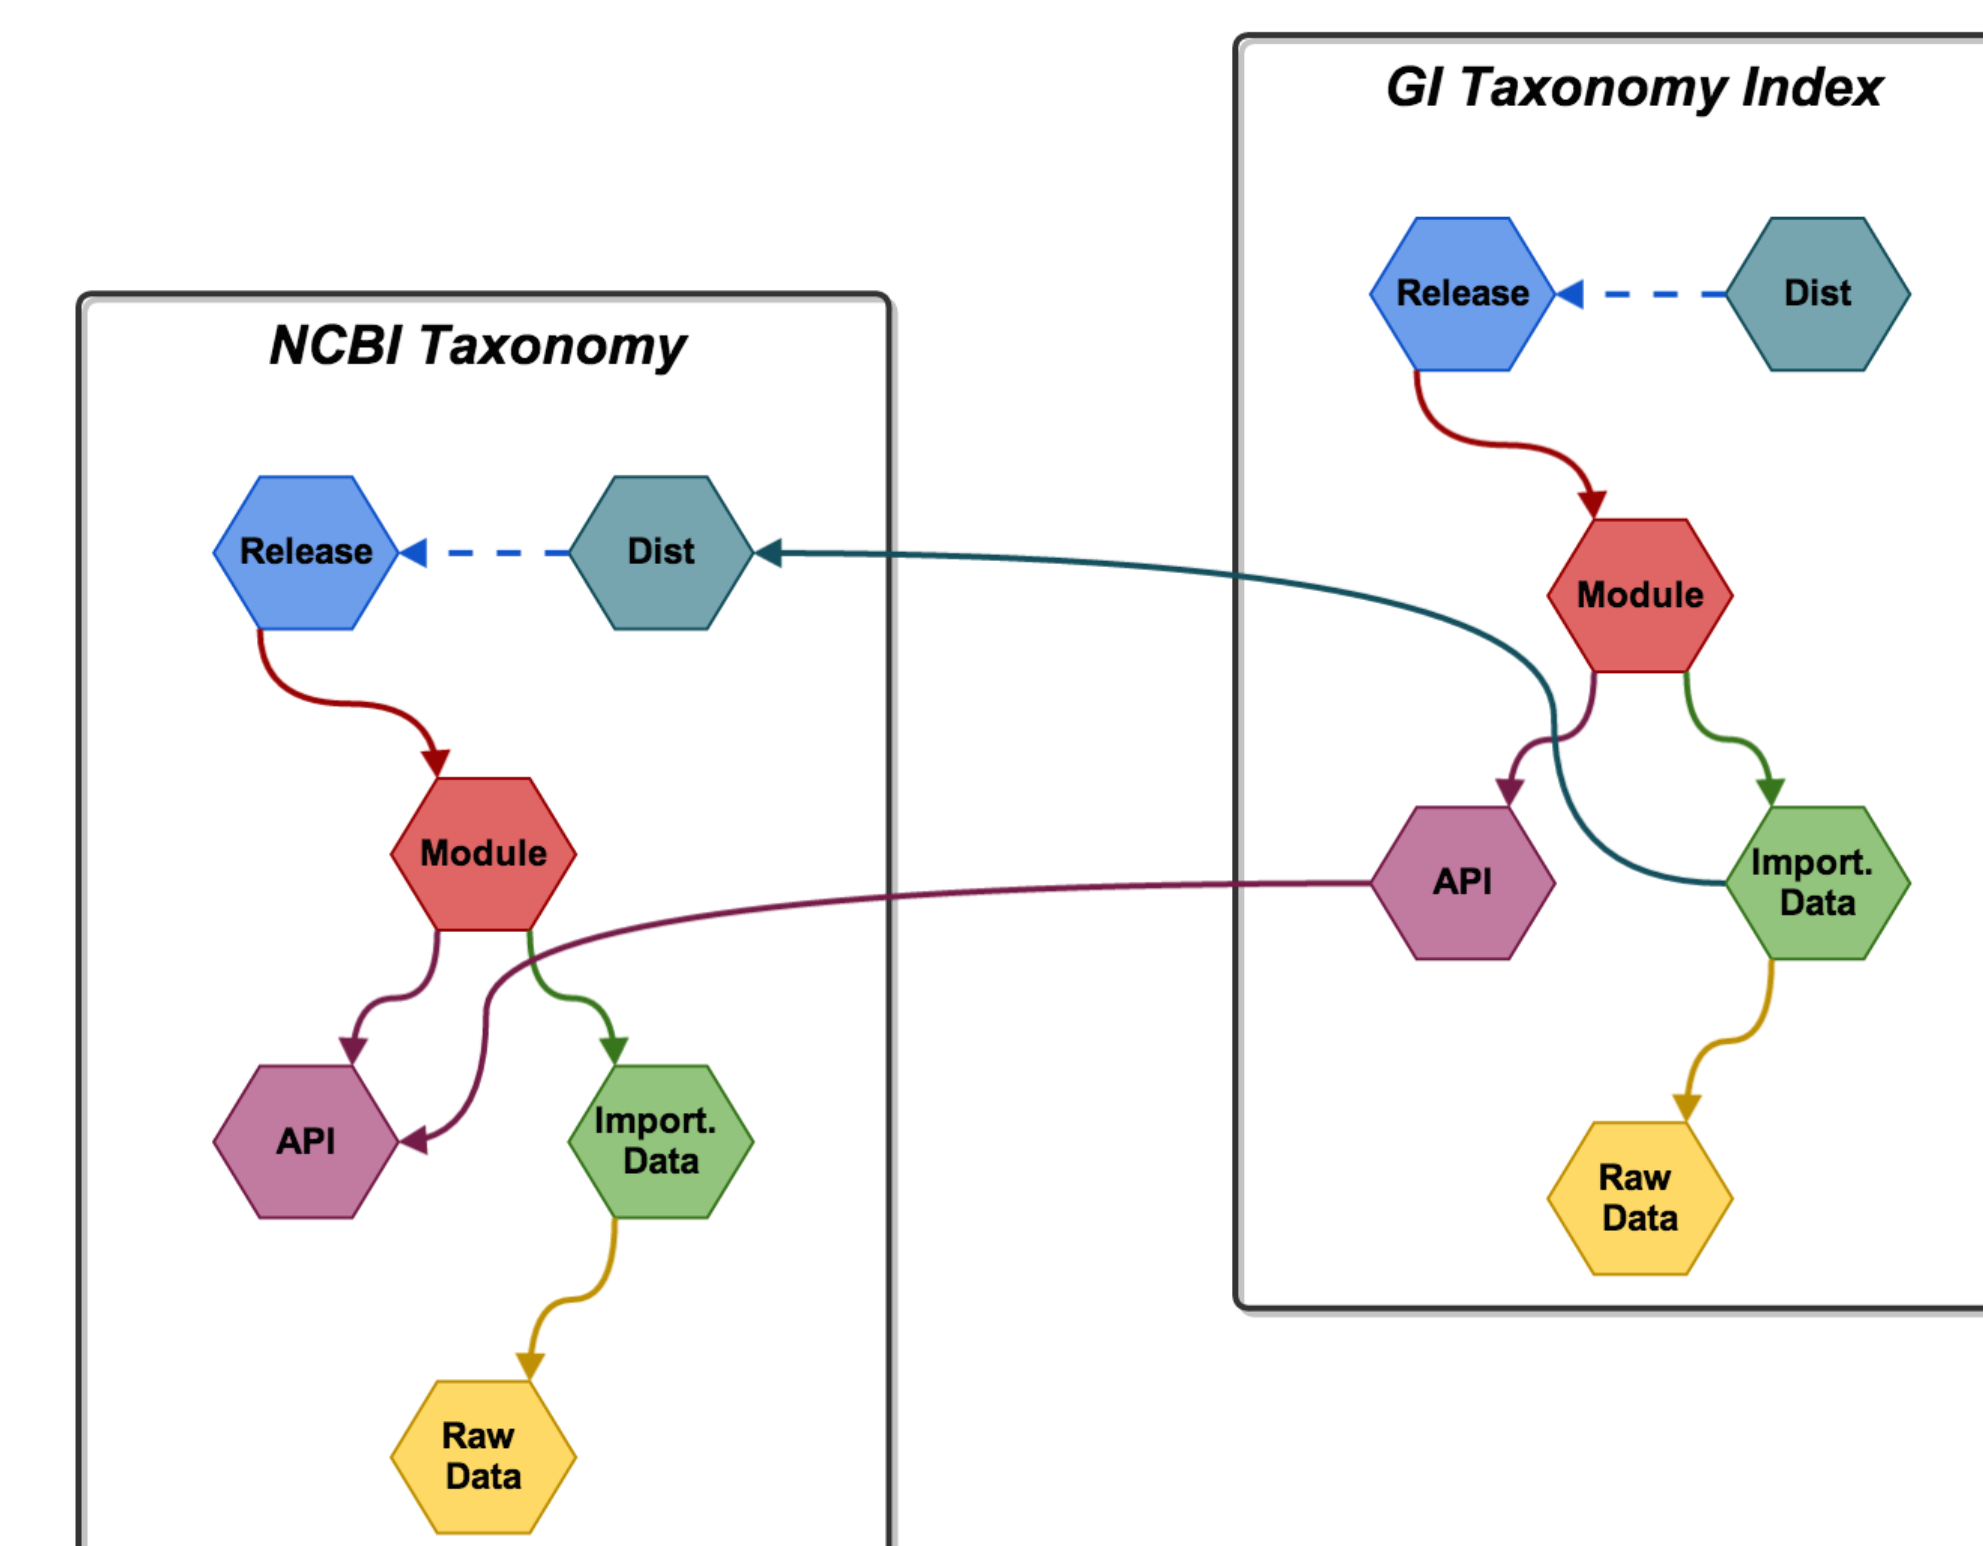 GI Taxonomy Index
Release
Dist
Module
API
Import.
Data
Raw
Data
NCBI Taxonomy
Release
Dist
Module
API
Import.
Data
Raw
Data